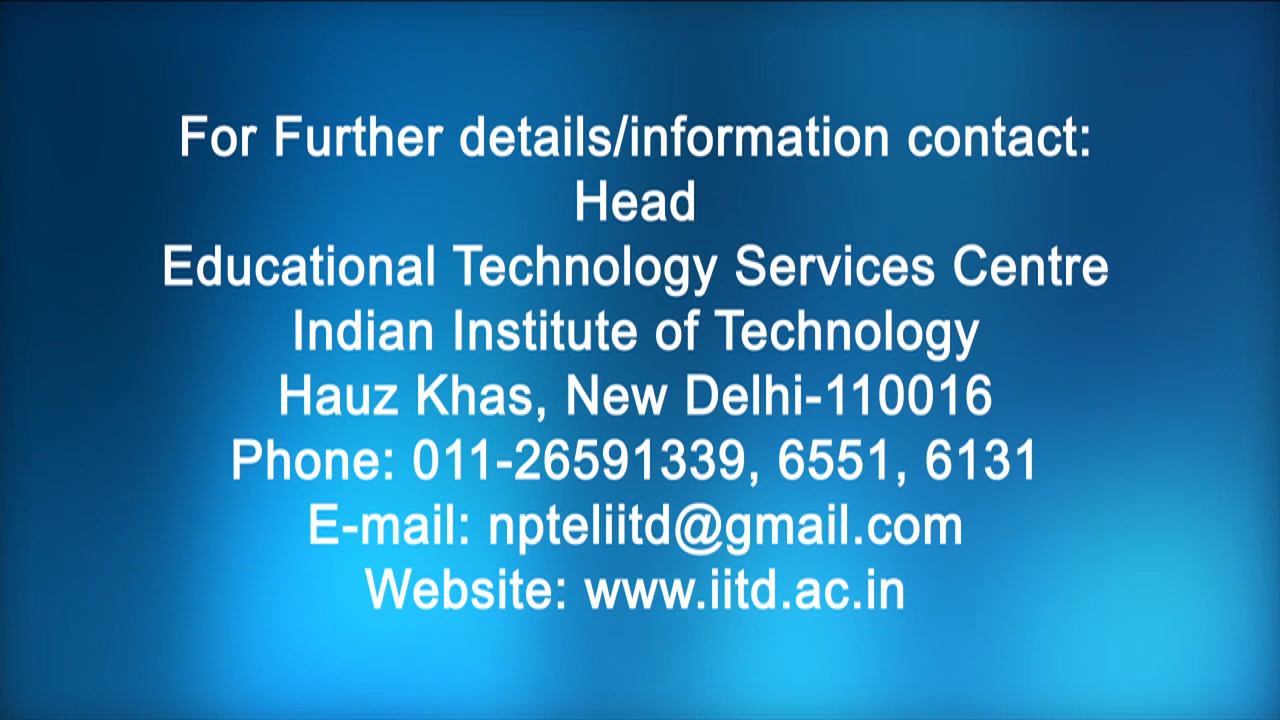 For Further details/information contact:
Head
Educational Technology Services Centre
Indian Institute of Technology
Hauz Khas, New Delhi-110016
Phone: 011-26591339, 6551, 6131
E-mail: npteliitd@gmail.com
Website: www.iitd.ac.in